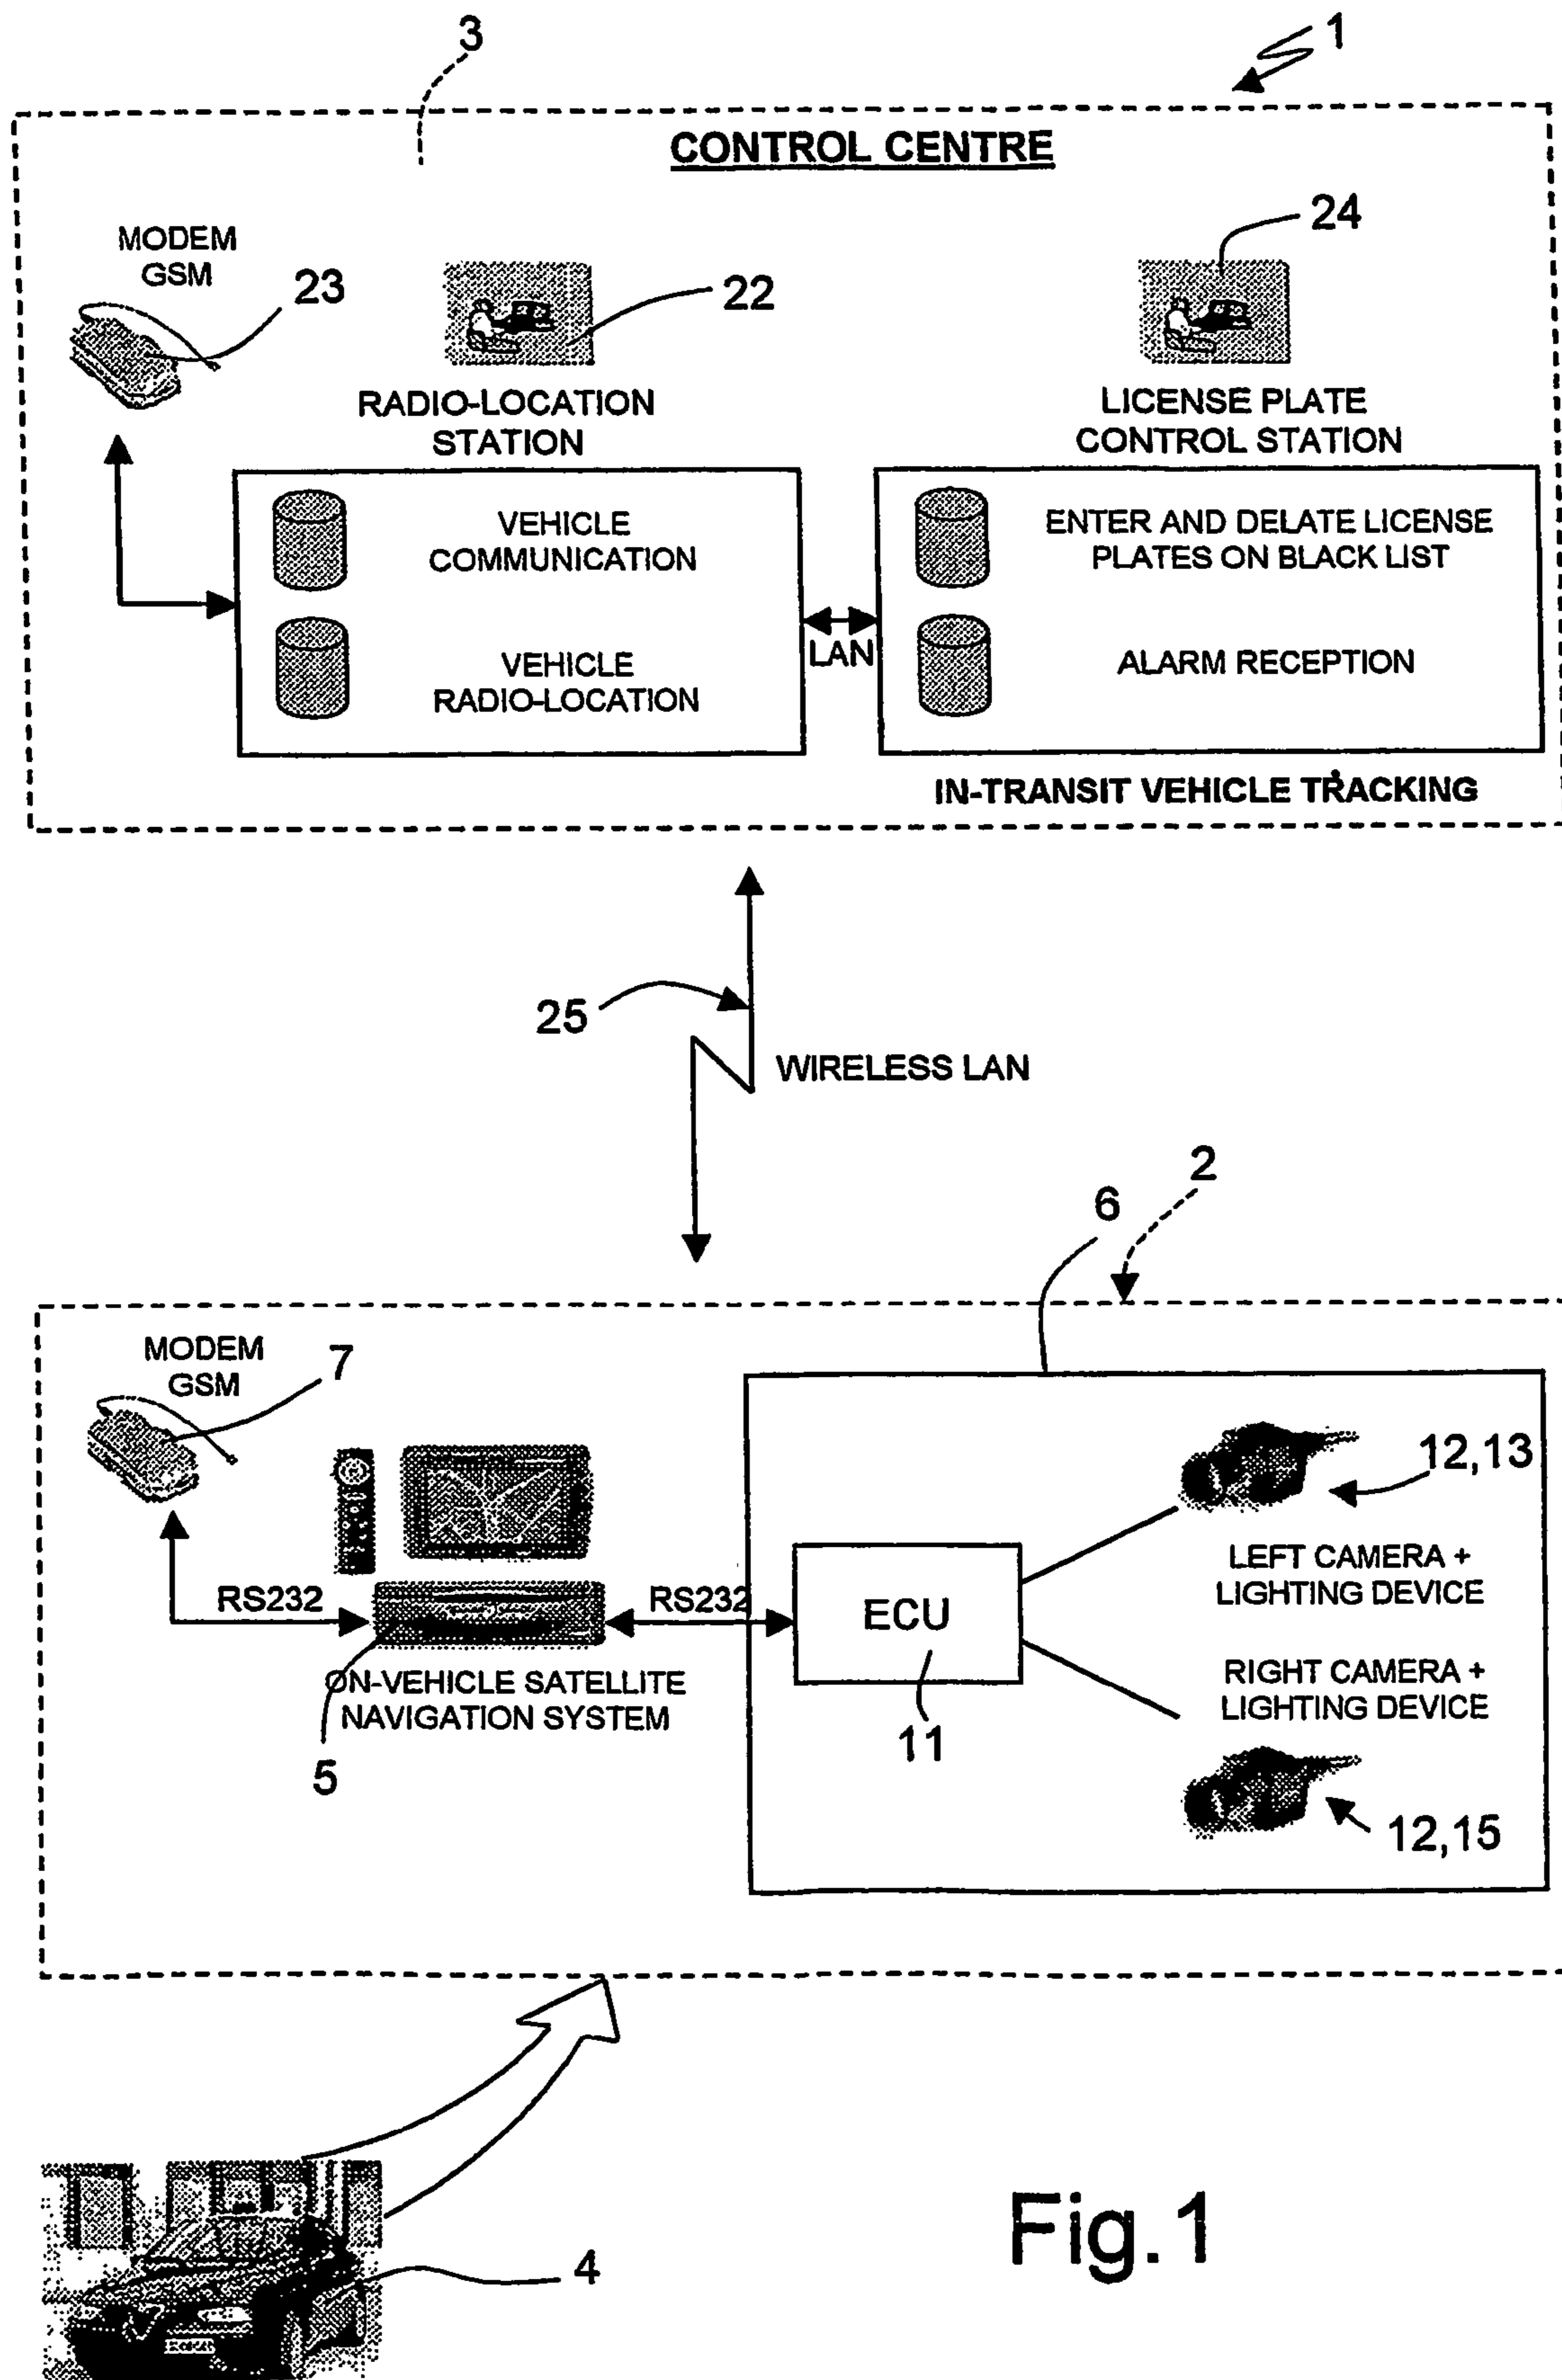 3
1
CONTROL CENTRE
MODEM
GSM
23
22
24
RADIO-LOCATION
STATION
LICENSE PLATE
CONTROL STATION
VEHICLE
COMMUNICATION
VEHICLE
RADIO-LOCATION
LAN
ENTER AND DELATE LICENSE
PLATES ON BLACK LIST
ALARM RECEPTION
IN-TRANSIT VEHICLE TRACKING
25
WIRELESS LAN
2
6
MODEM
GSM
7
RS232
RS232
ON-VEHICLE SATELLITE
NAVIGATION SYSTEM
5
ECU
11
12,13
LEFT CAMERA +
LIGHTING DEVICE
RIGHT CAMERA +
LIGHTING DEVICE
12,15
4
Fig.1